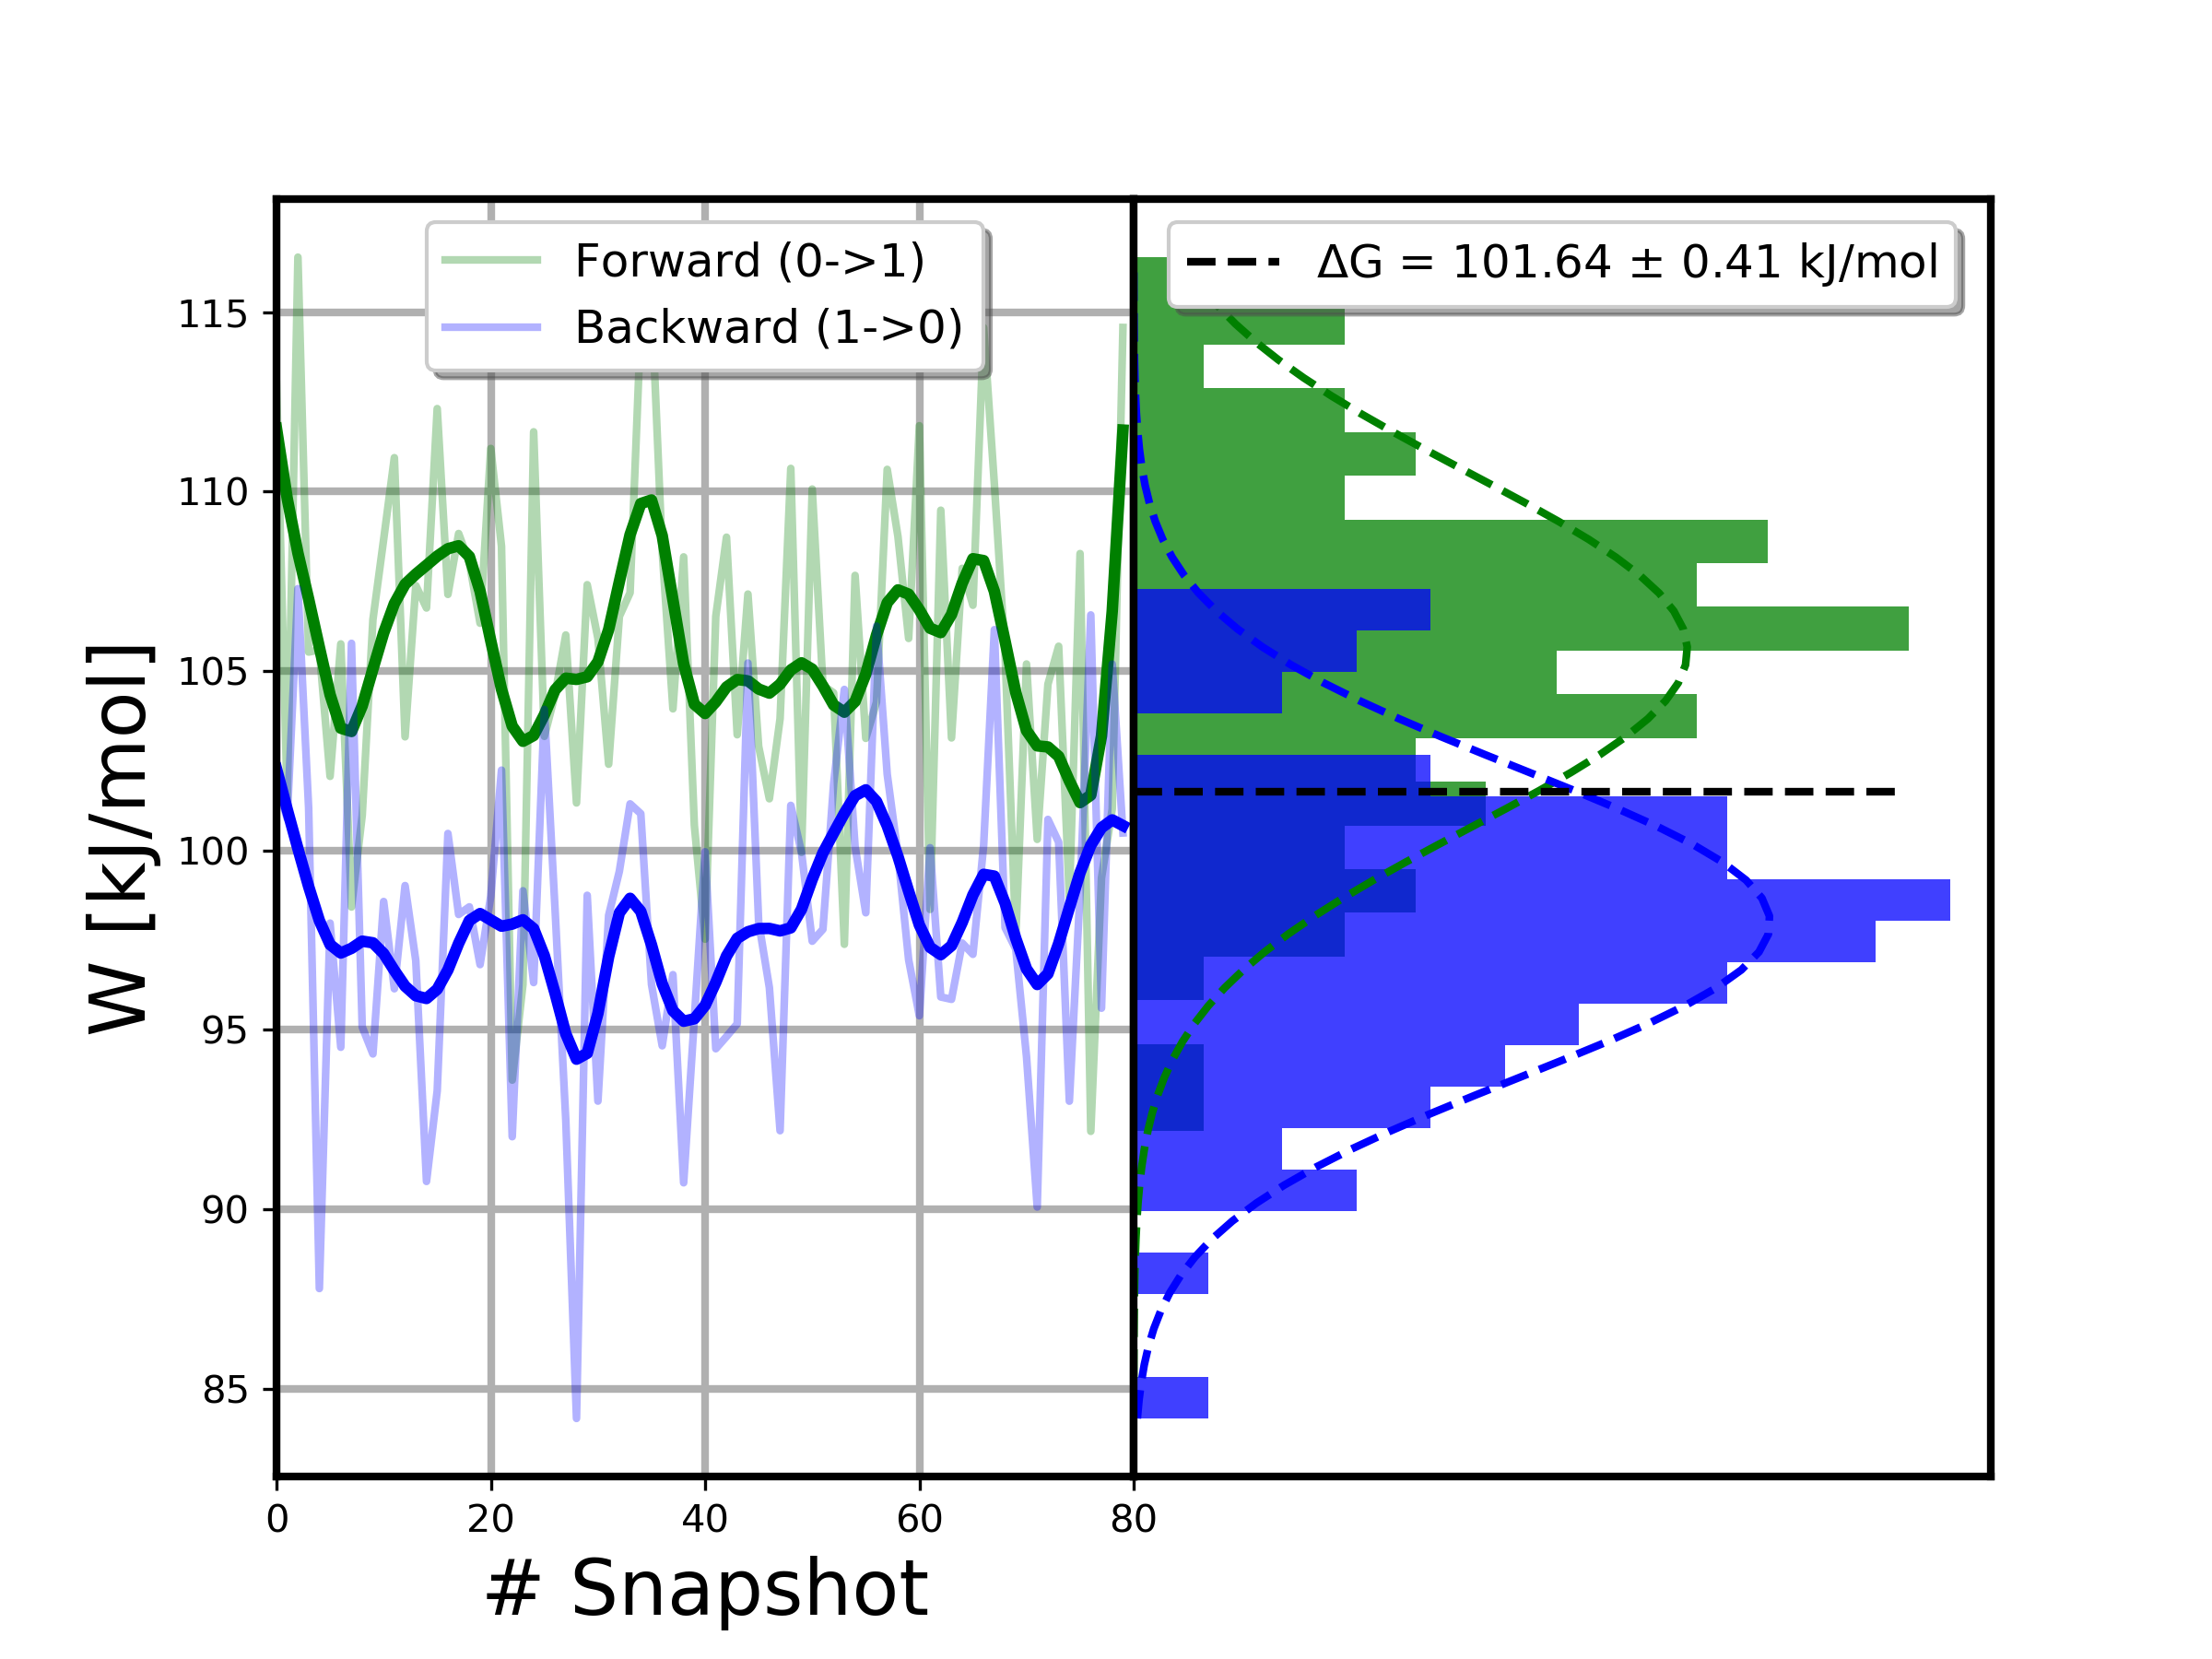 Forward (0->1)
Backward (1->0)
ΔG = 101.64 ± 0.41 kJ/mol
W [kJ/mol]
115
110
105
100
95
90
85
0 20 40 60 80
# Snapshot